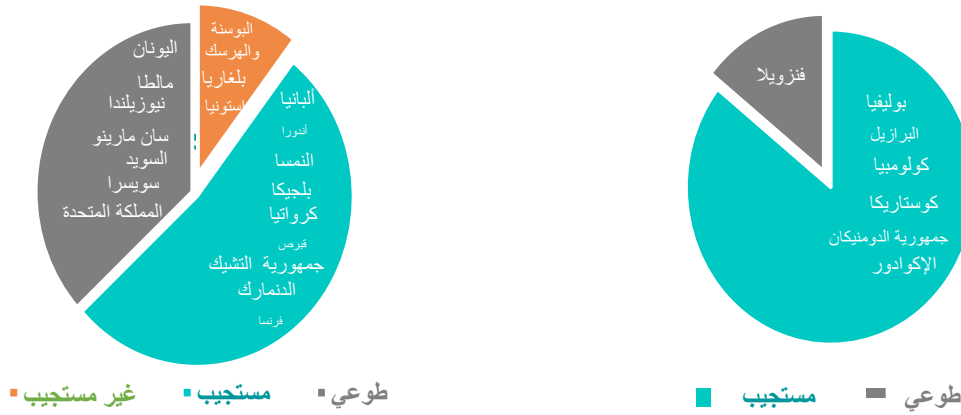 فنزويلا
بوليفيا
البرازيل
كولومبيا
كوستاريكا
جمهورية الدومنيكان
الإكوادور
طوعي
مستجيب
البوسنة
والهرسك
بلغاريا
استونيا
اليونان
مالطا
نيوزيلندا
سان مارينو
السويد
سويسرا
المملكة المتحدة
ألبانيا
أندورا
النمسا
بلجيكا
كرواتيا
قبرص
جمهورية التشيك
الدنمارك
فرنسا
طوعي
مستجيب
غير مستجيب